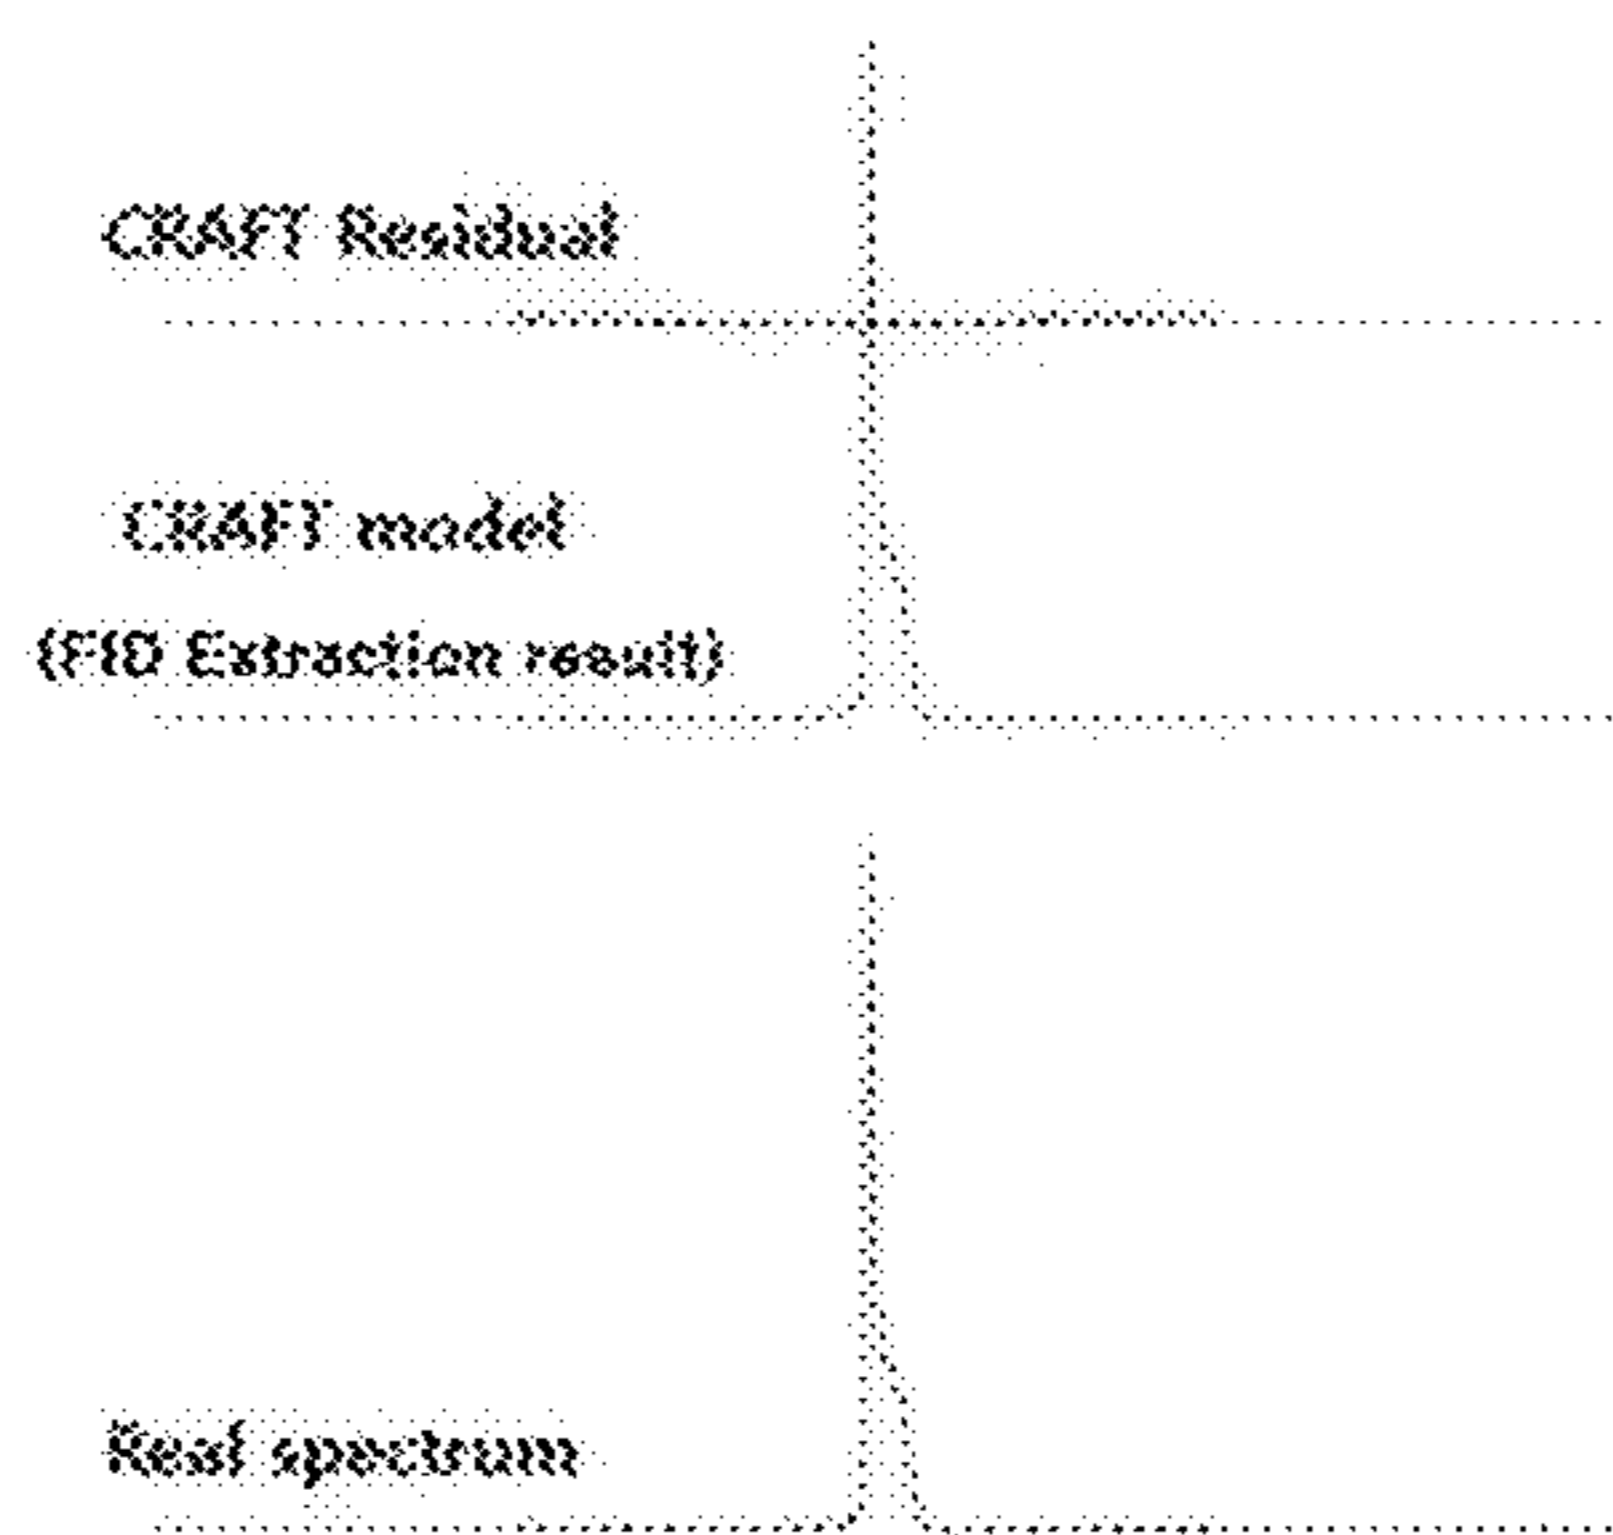 CRAFT Residual
CRAFT model
(FID Extraction result)
Real spectrum